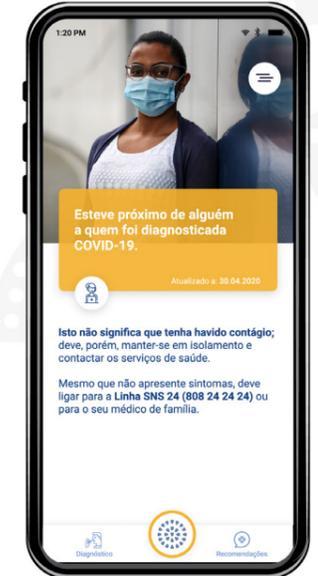 1:20 PM
Esteve próximo de alguém
a quem foi diagnosticada
COVID-19.
Atualizado a: 30.04.2020
Isto não significa que tenha havido contágio;
deve, porém, manter-se em isolamento e
contactar os serviços de saúde.
Mesmo que não apresente sintomas, deve
ligar para a Linha SNS 24 (808 24 24 24) ou
para o seu médico de família.
Diagnóstico
Recomendações